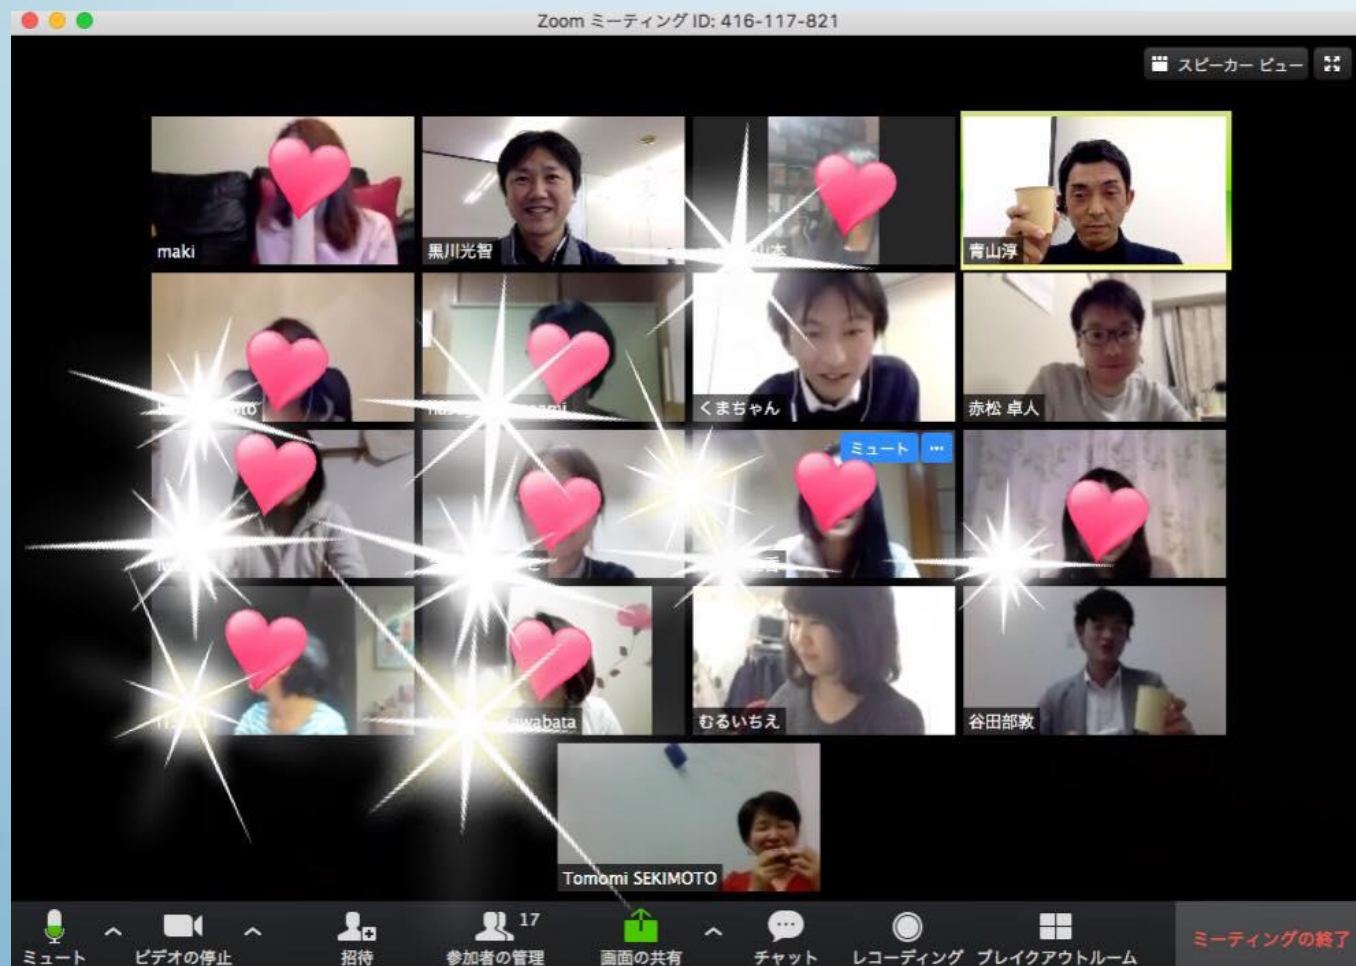 Zoom ミーティング ID: 416-117-821
スピーカー ビュー
maki
黒川光智
山本
青山淳
くまちゃん
赤松 卓人
ミュート
awabata
むるいちえ
谷田部敦
Tomomi SEKIMOTO
17
ミュート
ビデオの停止
招待
参加者の管理
画面の共有
チャット
レコーディング
ブレイクアウトルーム
ミーティングの終了